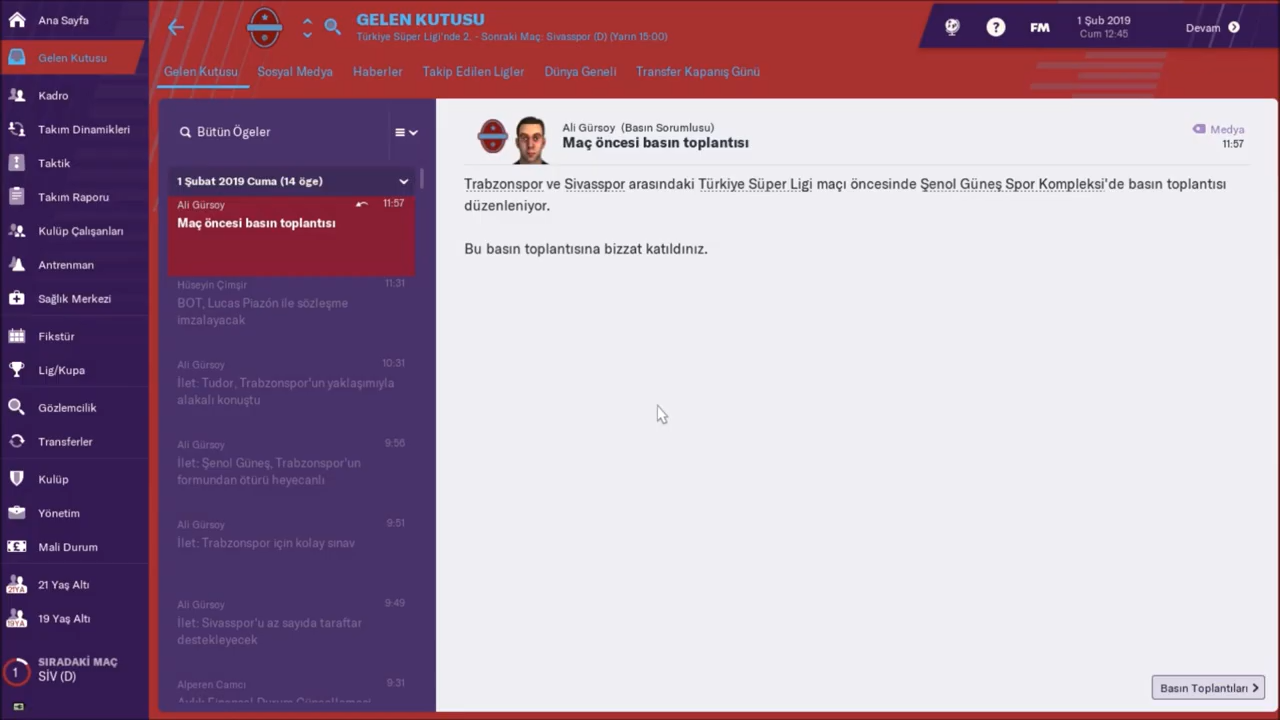 Ana Sayfa
Gelen Kutusu
Kadro
Takım Dinamikleri
Taktik
Takım Raporu
Kulüp Çalışanları
Antrenman
Sağlık Merkezi
Fikstür
Lig/Kupa
Gözlemcilik
Transferler
Kulüp
Yönetim
Mali Durum
21YA
21 Yaş Altı
19YA
19 Yaş Altı
1
SIRADAKİ MAÇ
SİV (D)
GELEN KUTUSU
Türkiye Süper Ligi'nde 2. - Sonraki Maç: Sivasspor (D) (Yarın 15:00)
? FM
1 Şub 2019
Cum 12:45
Devam
Gelen Kutusu Sosyal Medya Haberler Takip Edilen Ligler Dünya Geneli Transfer Kapanış Günü
Bütün Ögeler
1 Şubat 2019 Cuma (14 öge)
Ali Gürsoy 11:57
Maç öncesi basın toplantısı
Hüseyin Çimşir 11:31
BOT, Lucas Piazón ile sözleşme
imzalayacak
Ali Gürsoy 10:31
İlet: Tudor, Trabzonspor'un yaklaşımıyla
alakalı konuştu
Ali Gürsoy 9:56
İlet: Şenol Güneş, Trabzonspor'un
formundan ötürü heyecanlı
Ali Gürsoy 9:51
İlet: Trabzonspor için kolay sınav
Ali Gürsoy 9:49
İlet: Sivasspor'u az sayıda taraftar
destekleyecek
Alperen Camcı 9:31
Aylık Finansal Durum Güncellemesi
Ali Gürsoy (Basın Sorumlusu)
Maç öncesi basın toplantısı
Medya
11:57
Trabzonspor ve Sivasspor arasındaki Türkiye Süper Ligi maçı öncesinde Şenol Güneş Spor Kompleksi'de basın toplantısı
düzenleniyor.
Bu basın toplantısına bizzat katıldınız.
Basın Toplantıları